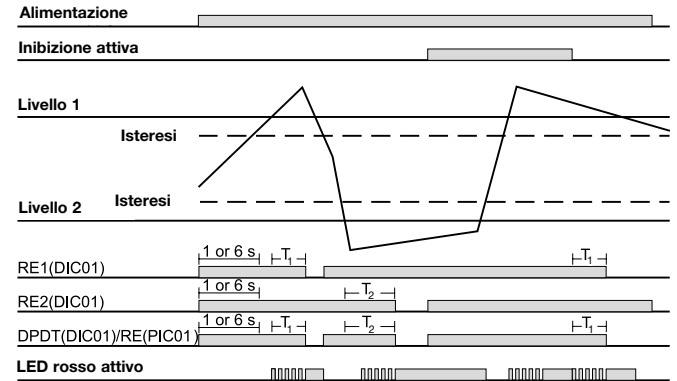 Alimentazione
Inibizione attiva
Livello 1
Isteresi
Isteresi
Livello 2
1 or 6 s T1
RE1(DIC01)
T1
1 or 6 s
RE2(DIC01)
T2
1 or 6 s T1 T2 T1
DPDT(DIC01)/RE(PIC01)
LED rosso attivo